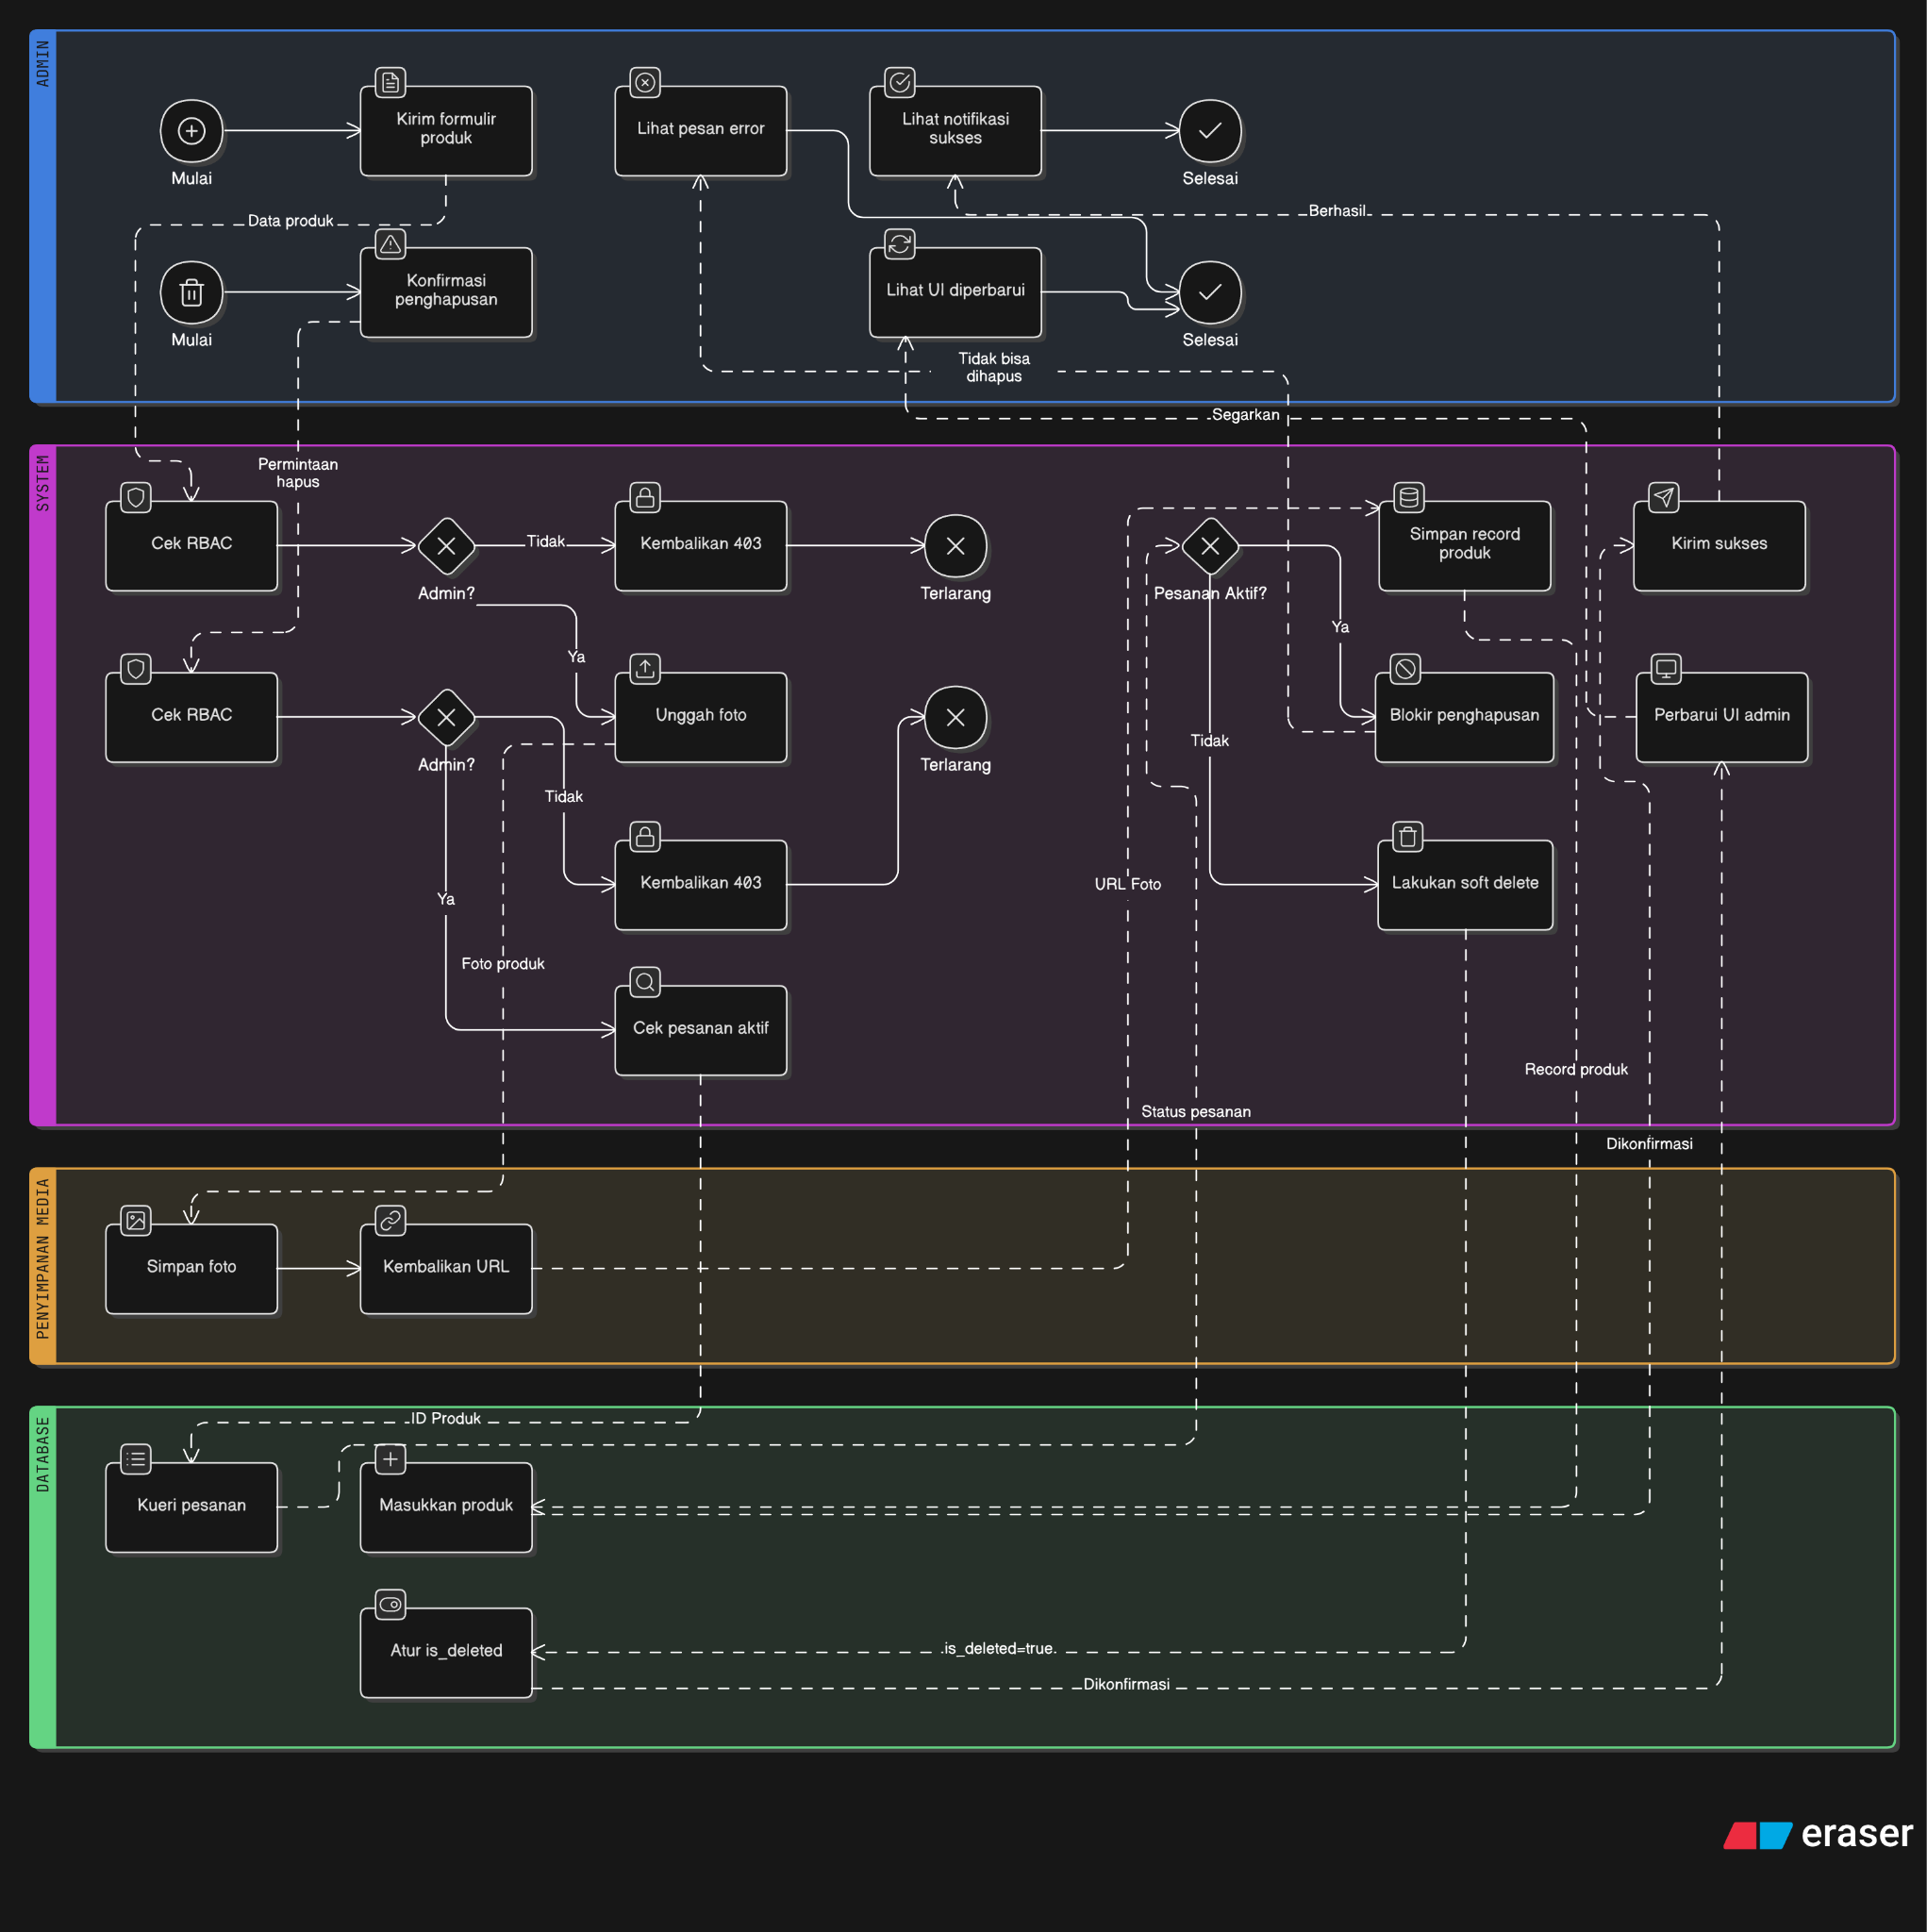 ADMIN
Kirim formulir
produk
Lihat pesan error
Lihat notifikasi
sukses
Mulai
Selesai
Data produk
Berhasil
Konfirmasi
penghapusan
Lihat UI diperbarui
Mulai
Selesai
Tidak bisa
dihapus
Segarkan
SYSTEM
Permintaan
hapus
Cek RBAC
Tidak
Kembalikan 403
Simpan record
produk
Kirim sukses
Admin?
Terlarang
Pesanan Aktif?
Ya
Ya
Cek RBAC
Unggah foto
Blokir penghapusan
Perbarui UI admin
Tidak
Admin?
Terlarang
Tidak
Kembalikan 403
URL Foto
Lakukan soft delete
Ya
Foto produk
Cek pesanan aktif
Record produk
Status pesanan
Dikonfirmasi
PENYIMPANAN MEDIA
Simpan foto
Kembalikan URL
DATABASE
ID Produk
Kueri pesanan
Masukkan produk
Atur is_deleted
is_deleted=true
Dikonfirmasi
eraser